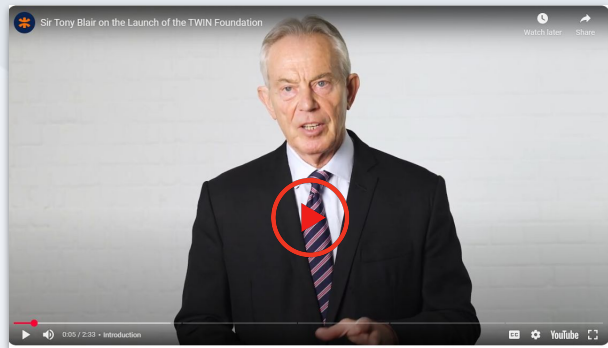 Sir Tony Blair on the Launch of the TWIN Foundation
Watch later
Share
0:05 / 2:33 • Introduction
CC
YouTube